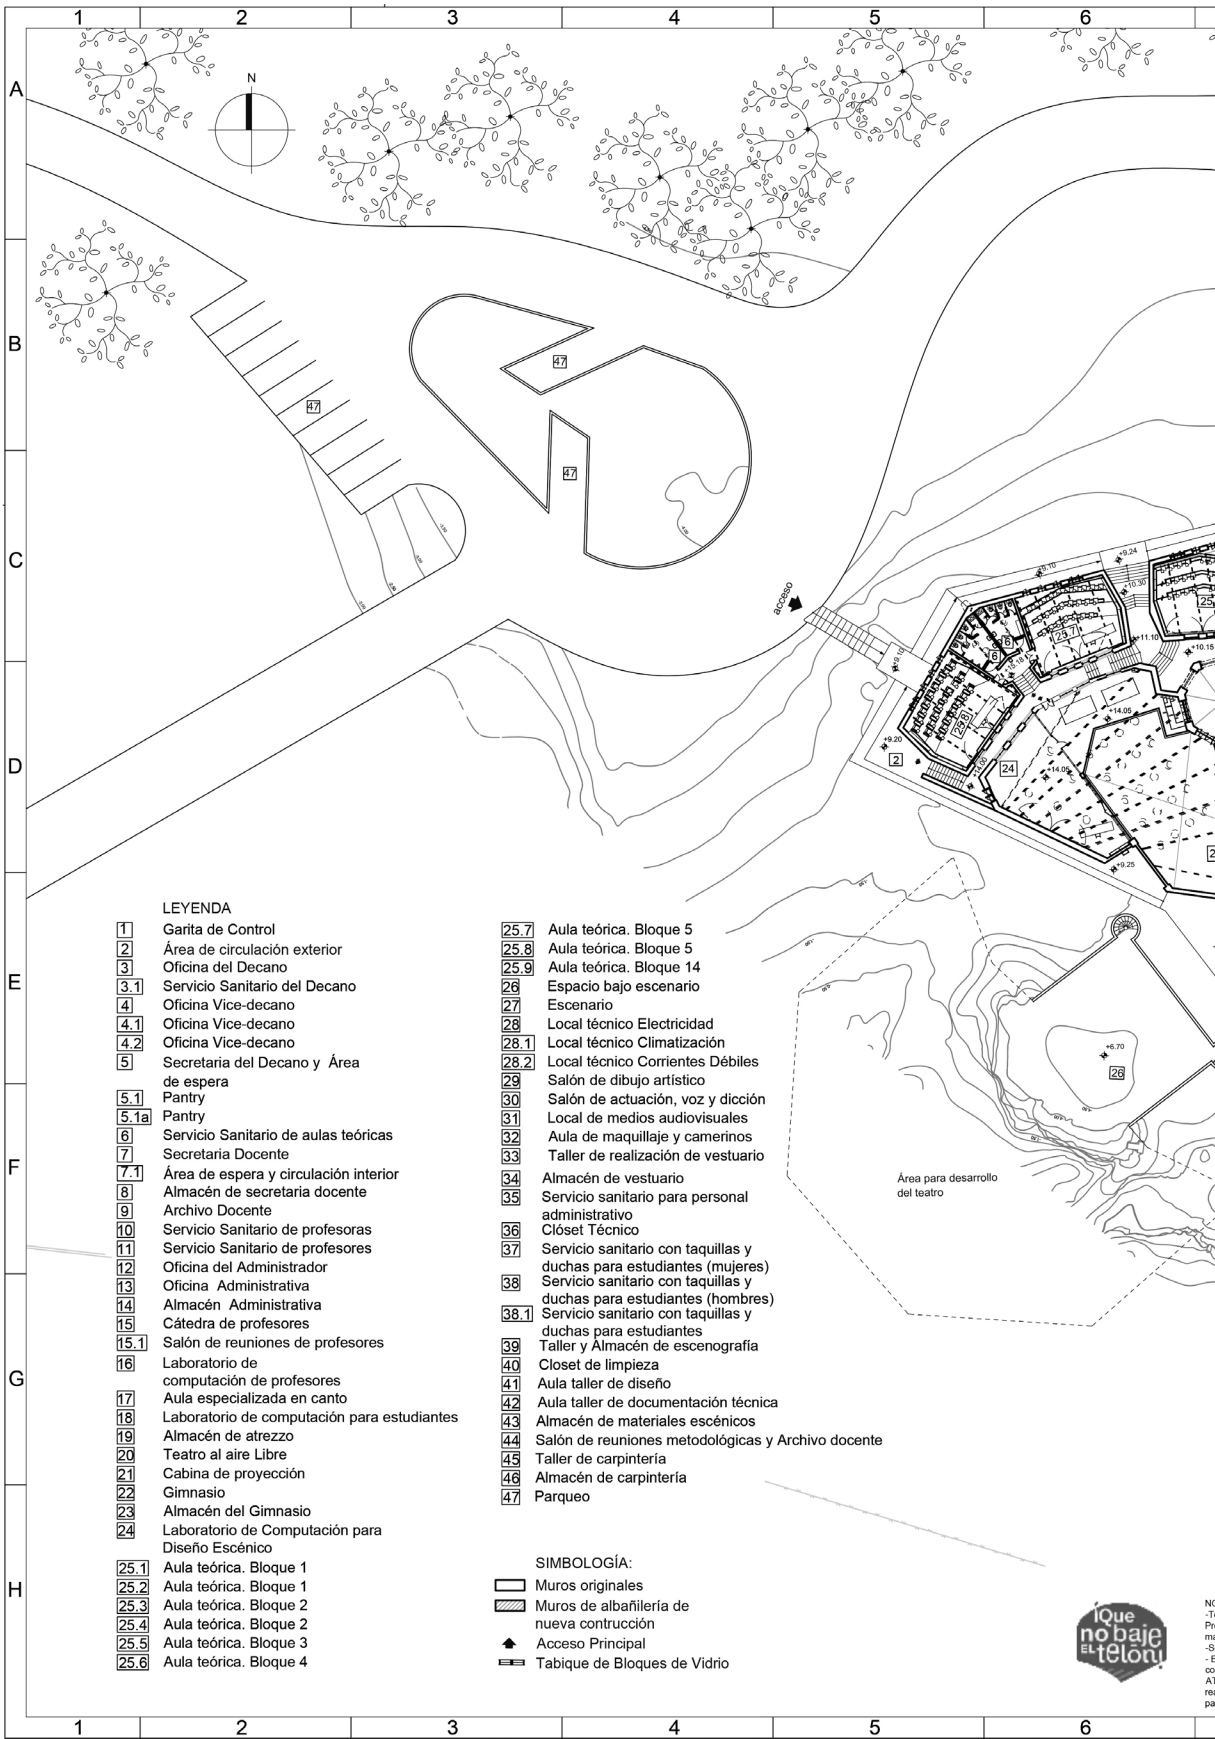 1 2 3 4 5 6
A
N
B
47
47
47
C
-3.50
acceso
+9.10
+9.24
+10.30
25.7
25
+11.10
+10.15
6
6
+9.10
25.8
+14.05
D
+9.20
2
+14.00
24
+14.05
2
+9.25
E
LEYENDA
1 Garita de Control
2 Área de circulación exterior
3 Oficina del Decano
3.1 Servicio Sanitario del Decano
4 Oficina Vice-decano
4.1 Oficina Vice-decano
4.2 Oficina Vice-decano
5 Secretaria del Decano y Área
de espera
5.1 Pantry
5.1a Pantry
6 Servicio Sanitario de aulas teóricas
7 Secretaria Docente
7.1 Área de espera y circulación interior
8 Almacén de secretaria docente
9 Archivo Docente
10 Servicio Sanitario de profesoras
11 Servicio Sanitario de profesores
12 Oficina del Administrador
13 Oficina Administrativa
14 Almacén Administrativa
15 Cátedra de profesores
15.1 Salón de reuniones de profesores
16 Laboratorio de
computación de profesores
17 Aula especializada en canto
18 Laboratorio de computación para estudiantes
19 Almacén de atrezzo
20 Teatro al aire Libre
21 Cabina de proyección
22 Gimnasio
23 Almacén del Gimnasio
24 Laboratorio de Computación para
Diseño Escénico
25.1 Aula teórica. Bloque 1
25.2 Aula teórica. Bloque 1
25.3 Aula teórica. Bloque 2
25.4 Aula teórica. Bloque 2
25.5 Aula teórica. Bloque 3
25.6 Aula teórica. Bloque 4
25.7 Aula teórica. Bloque 5
25.8 Aula teórica. Bloque 5
25.9 Aula teórica. Bloque 14
26 Espacio bajo escenario
27 Escenario
28 Local técnico Electricidad
28.1 Local técnico Climatización
28.2 Local técnico Corrientes Débiles
29 Salón de dibujo artístico
30 Salón de actuación, voz y dicción
31 Local de medios audiovisuales
32 Aula de maquillaje y camerinos
33 Taller de realización de vestuario
34 Almacén de vestuario
35 Servicio sanitario para personal
administrativo
36 Clóset Técnico
37 Servicio sanitario con taquillas y
duchas para estudiantes (mujeres)
38 Servicio sanitario con taquillas y
duchas para estudiantes (hombres)
38.1 Servicio sanitario con taquillas y
duchas para estudiantes
39 Taller y Almacén de escenografía
40 Closet de limpieza
41 Aula taller de diseño
42 Aula taller de documentación técnica
43 Almacén de materiales escénicos
44 Salón de reuniones metodológicas y Archivo docente
45 Taller de carpintería
46 Almacén de carpintería
47 Parqueo
SIMBOLOGÍA:
Muros originales
Muros de albañilería de
nueva contrucción
Acceso Principal
Tabique de Bloques de Vidrio
+6.70
26
F
Área para desarrollo
del teatro
G
H
¡Que
no baje
EL telón!
1 2 3 4 5 6